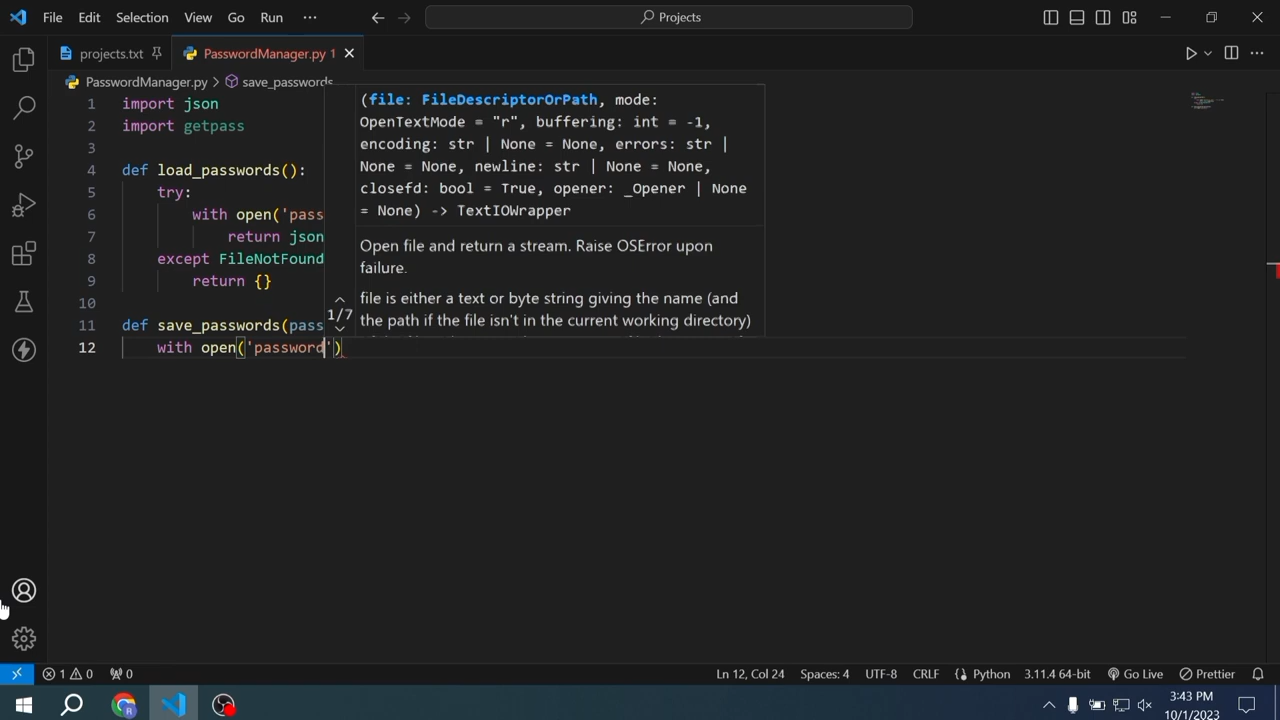 File Edit Selection View Go Run ··· Projects
projects.txt PasswordManager.py 1
PasswordManager.py > save_passwords
1 import json
2 import getpass
3
4 def load_passwords():
5 try:
6 with open('pass
7 return json
8 except FileNotFound
9 return {}
10
11 def save_passwords(pass
12 with open('password')
1/7
(file: FileDescriptorOrPath, mode:
OpenTextMode = "r", buffering: int = -1,
encoding: str | None = None, errors: str |
None = None, newline: str | None = None,
closefd: bool = True, opener: _Opener | None
= None) -> TextIOWrapper
Open file and return a stream. Raise OSError upon
failure.
file is either a text or byte string giving the name (and
the path if the file isn't in the current working directory)
1 0 0 Ln 12, Col 24 Spaces: 4 UTF-8 CRLF Python 3.11.4 64-bit Go Live Prettier
3:43 PM
10/1/2023